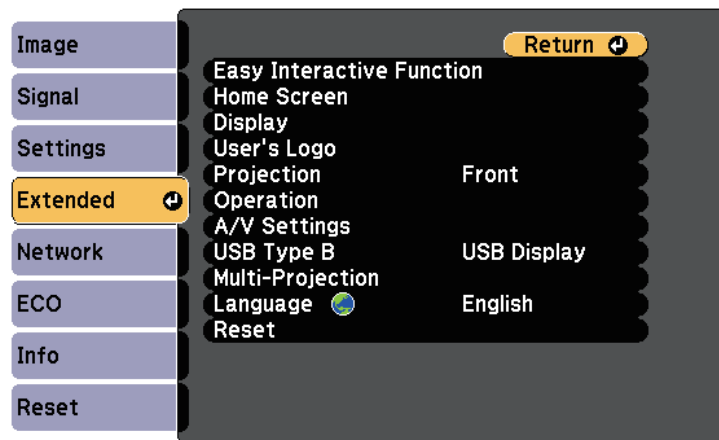 Image
Signal
Settings
Extended
Network
ECO
Info
Reset
Return
Easy Interactive Function
Home Screen
Display
User's Logo
Projection Front
Operation
A/V Settings
USB Type B USB Display
Multi-Projection
Language English
Reset